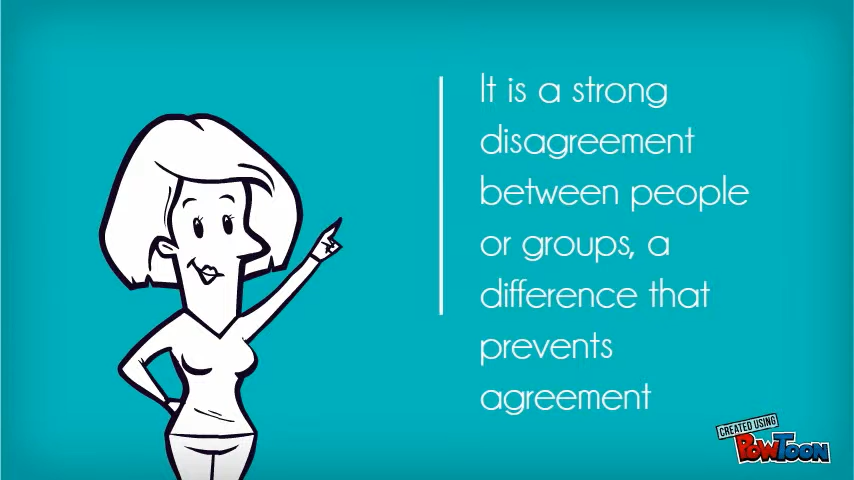 It is a strong
disagreement
between people
or groups, a
difference that
prevents
agreement
CREATED USING
POWTOON